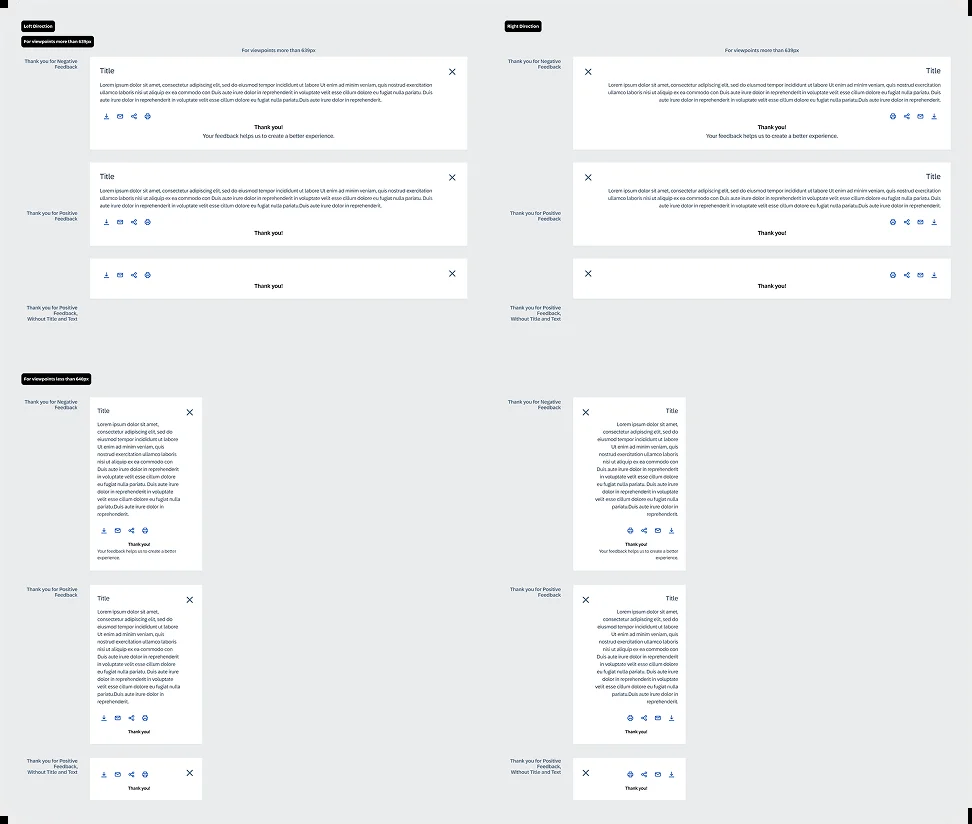 Left Direction
For viewpoints more than 639px
For viewpoints more than 639px
Thank you for Negative
Feedback
Title
Lorem ipsum dolor sit amet, consectetur adipiscing elit, sed do eiusmod tempor incididunt ut labore Ut enim ad minim veniam, quis nostrud exercitation
ullamco laboris nisi ut aliquip ex ea commodo con Duis aute irure dolor in reprehenderit in voluptate velit esse cillum dolore eu fugiat nulla pariatu. Duis
aute irure dolor in reprehenderit in voluptate velit esse cillum dolore eu fugiat nulla pariatu.Duis aute irure dolor in reprehenderit.
Thank you!
Your feedback helps us to create a better experience.
Thank you for Positive
Feedback
Title
Lorem ipsum dolor sit amet, consectetur adipiscing elit, sed do eiusmod tempor incididunt ut labore Ut enim ad minim veniam, quis nostrud exercitation
ullamco laboris nisi ut aliquip ex ea commodo con Duis aute irure dolor in reprehenderit in voluptate velit esse cillum dolore eu fugiat nulla pariatu. Duis
aute irure dolor in reprehenderit in voluptate velit esse cillum dolore eu fugiat nulla pariatu.Duis aute irure dolor in reprehenderit.
Thank you!
Thank you!
Thank you for Positive
Feedback,
Without Title and Text
Right Direction
For viewpoints more than 639px
Thank you for Negative
Feedback
Title
Lorem ipsum dolor sit amet, consectetur adipiscing elit, sed do eiusmod tempor incididunt ut labore Ut enim ad minim veniam, quis nostrud exercitation
ullamco laboris nisi ut aliquip ex ea commodo con Duis aute irure dolor in reprehenderit in voluptate velit esse cillum dolore eu fugiat nulla pariatu. Duis
aute irure dolor in reprehenderit in voluptate velit esse cillum dolore eu fugiat nulla pariatu.Duis aute irure dolor in reprehenderit.
Thank you!
Your feedback helps us to create a better experience.
Thank you for Positive
Feedback
Title
Lorem ipsum dolor sit amet, consectetur adipiscing elit, sed do eiusmod tempor incididunt ut labore Ut enim ad minim veniam, quis nostrud exercitation
ullamco laboris nisi ut aliquip ex ea commodo con Duis aute irure dolor in reprehenderit in voluptate velit esse cillum dolore eu fugiat nulla pariatu. Duis
aute irure dolor in reprehenderit in voluptate velit esse cillum dolore eu fugiat nulla pariatu.Duis aute irure dolor in reprehenderit.
Thank you!
Thank you!
Thank you for Positive
Feedback,
Without Title and Text
For viewpoints less than 640px
Thank you for Negative
Feedback
Title
Lorem ipsum dolor sit amet,
consectetur adipiscing elit, sed do
eiusmod tempor incididunt ut labore
Ut enim ad minim veniam, quis
nostrud exercitation ullamco laboris
nisi ut aliquip ex ea commodo con
Duis aute irure dolor in reprehenderit
in voluptate velit esse cillum dolore
eu fugiat nulla pariatu. Duis aute irure
dolor in reprehenderit in voluptate
velit esse cillum dolore eu fugiat nulla
pariatu.Duis aute irure dolor in
reprehenderit.
Thank you!
Your feedback helps us to create a better
experience.
Thank you for Positive
Feedback
Title
Lorem ipsum dolor sit amet,
consectetur adipiscing elit, sed do
eiusmod tempor incididunt ut labore
Ut enim ad minim veniam, quis
nostrud exercitation ullamco laboris
nisi ut aliquip ex ea commodo con
Duis aute irure dolor in reprehenderit
in voluptate velit esse cillum dolore
eu fugiat nulla pariatu. Duis aute irure
dolor in reprehenderit in voluptate
velit esse cillum dolore eu fugiat nulla
pariatu.Duis aute irure dolor in
reprehenderit.
Thank you!
Thank you for Positive
Feedback,
Without Title and Text
Thank you!
Thank you for Negative
Feedback
Title
Lorem ipsum dolor sit amet,
consectetur adipiscing elit, sed do
eiusmod tempor incididunt ut labore
Ut enim ad minim veniam, quis
nostrud exercitation ullamco laboris
nisi ut aliquip ex ea commodo con
Duis aute irure dolor in reprehenderit
in voluptate velit esse cillum dolore
eu fugiat nulla pariatu. Duis aute irure
dolor in reprehenderit in voluptate
velit esse cillum dolore eu fugiat nulla
pariatu.Duis aute irure dolor in
reprehenderit.
Thank you!
Your feedback helps us to create a better
experience.
Thank you for Positive
Feedback
Title
Lorem ipsum dolor sit amet,
consectetur adipiscing elit, sed do
eiusmod tempor incididunt ut labore
Ut enim ad minim veniam, quis
nostrud exercitation ullamco laboris
nisi ut aliquip ex ea commodo con
Duis aute irure dolor in reprehenderit
in voluptate velit esse cillum dolore
eu fugiat nulla pariatu. Duis aute irure
dolor in reprehenderit in voluptate
velit esse cillum dolore eu fugiat nulla
pariatu.Duis aute irure dolor in
reprehenderit.
Thank you!
Thank you for Positive
Feedback,
Without Title and Text
Thank you!